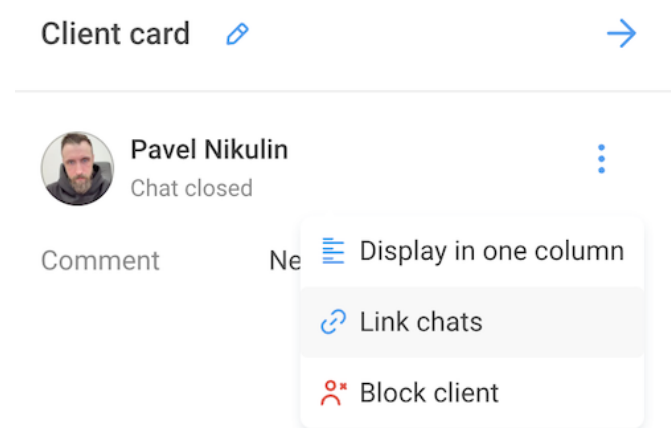 Client card
Pavel Nikulin
Chat closed
Comment
Display in one column
Link chats
Block client